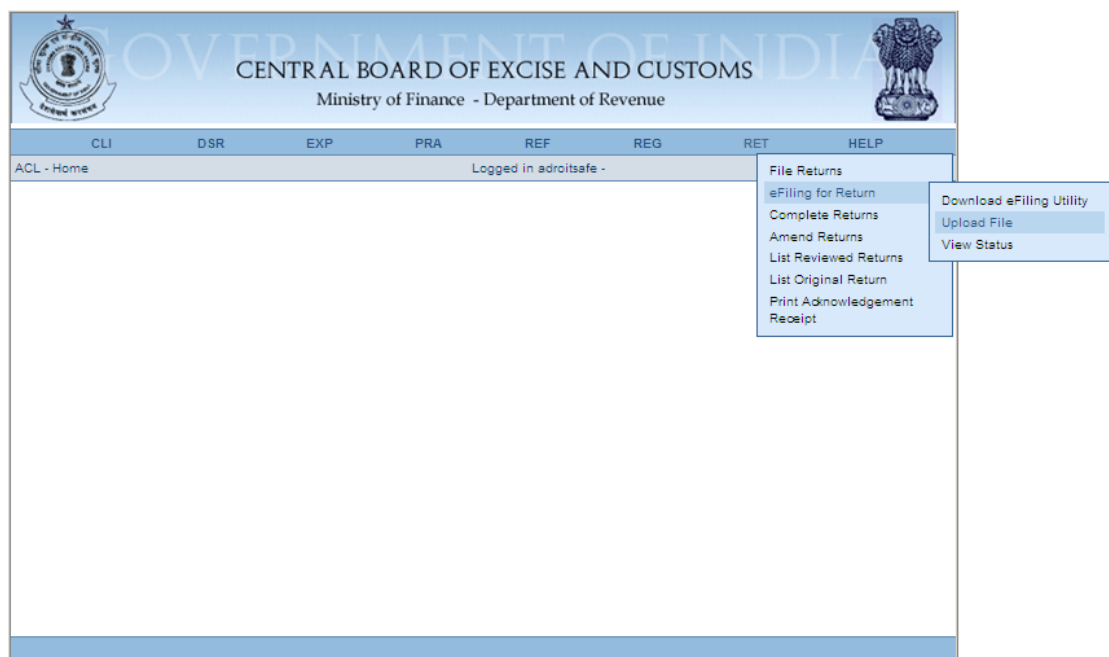 GOVERNMENT OF INDIA
CENTRAL BOARD OF EXCISE AND CUSTOMS
Ministry of Finance - Department of Revenue
CLI DSR EXP PRA REF REG RET HELP
ACL - Home Logged in adroitsafe -
File Returns
eFiling for Return
Complete Returns
Amend Returns
List Reviewed Returns
List Original Return
Print Acknowledgement
Receipt
Download eFiling Utility
Upload File
View Status